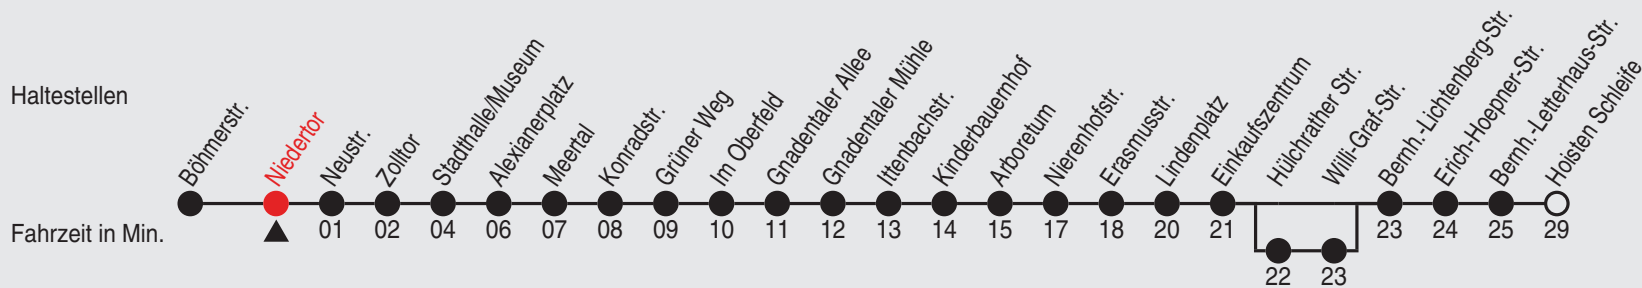 Haltestellen
Böhmerstr.
Niedertor
Neustr.
Zolltor
Stadthalle/Museum
Alexianerplatz
Meertal
Konradstr.
Grüner Weg
Im Oberfeld
Gnadentaler Allee
Gnadentaler Mühle
Ittenbachstr.
Kinderbauernhof
Arboretum
Nierenhofstr.
Erasmusstr.
Lindenplatz
Einkaufszentrum
Hülchrather Str.
Willi-Graf-Str.
Bernh.-Lichtenberg-Str.
Erich-Hoepner-Str.
Bernh.-Letterhaus-Str.
Hoisten Schleife
Fahrzeit in Min.
01 02 04 06 07 08 09 10 11 12 13 14 15 17 18 20 21 23 24 25 29
22 23